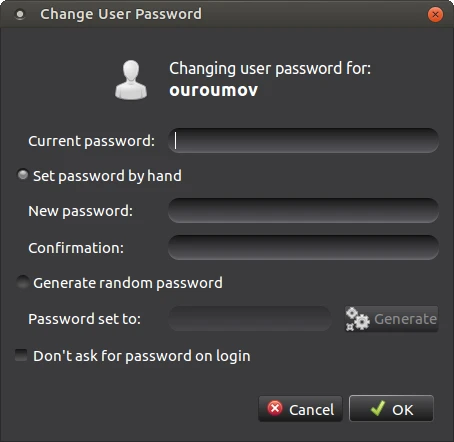 Change User Password
Changing user password for:
ouroumov
Current password:
Set password by hand
New password:
Confirmation:
Generate random password
Password set to:
Generate
Don't ask for password on login
Cancel
OK